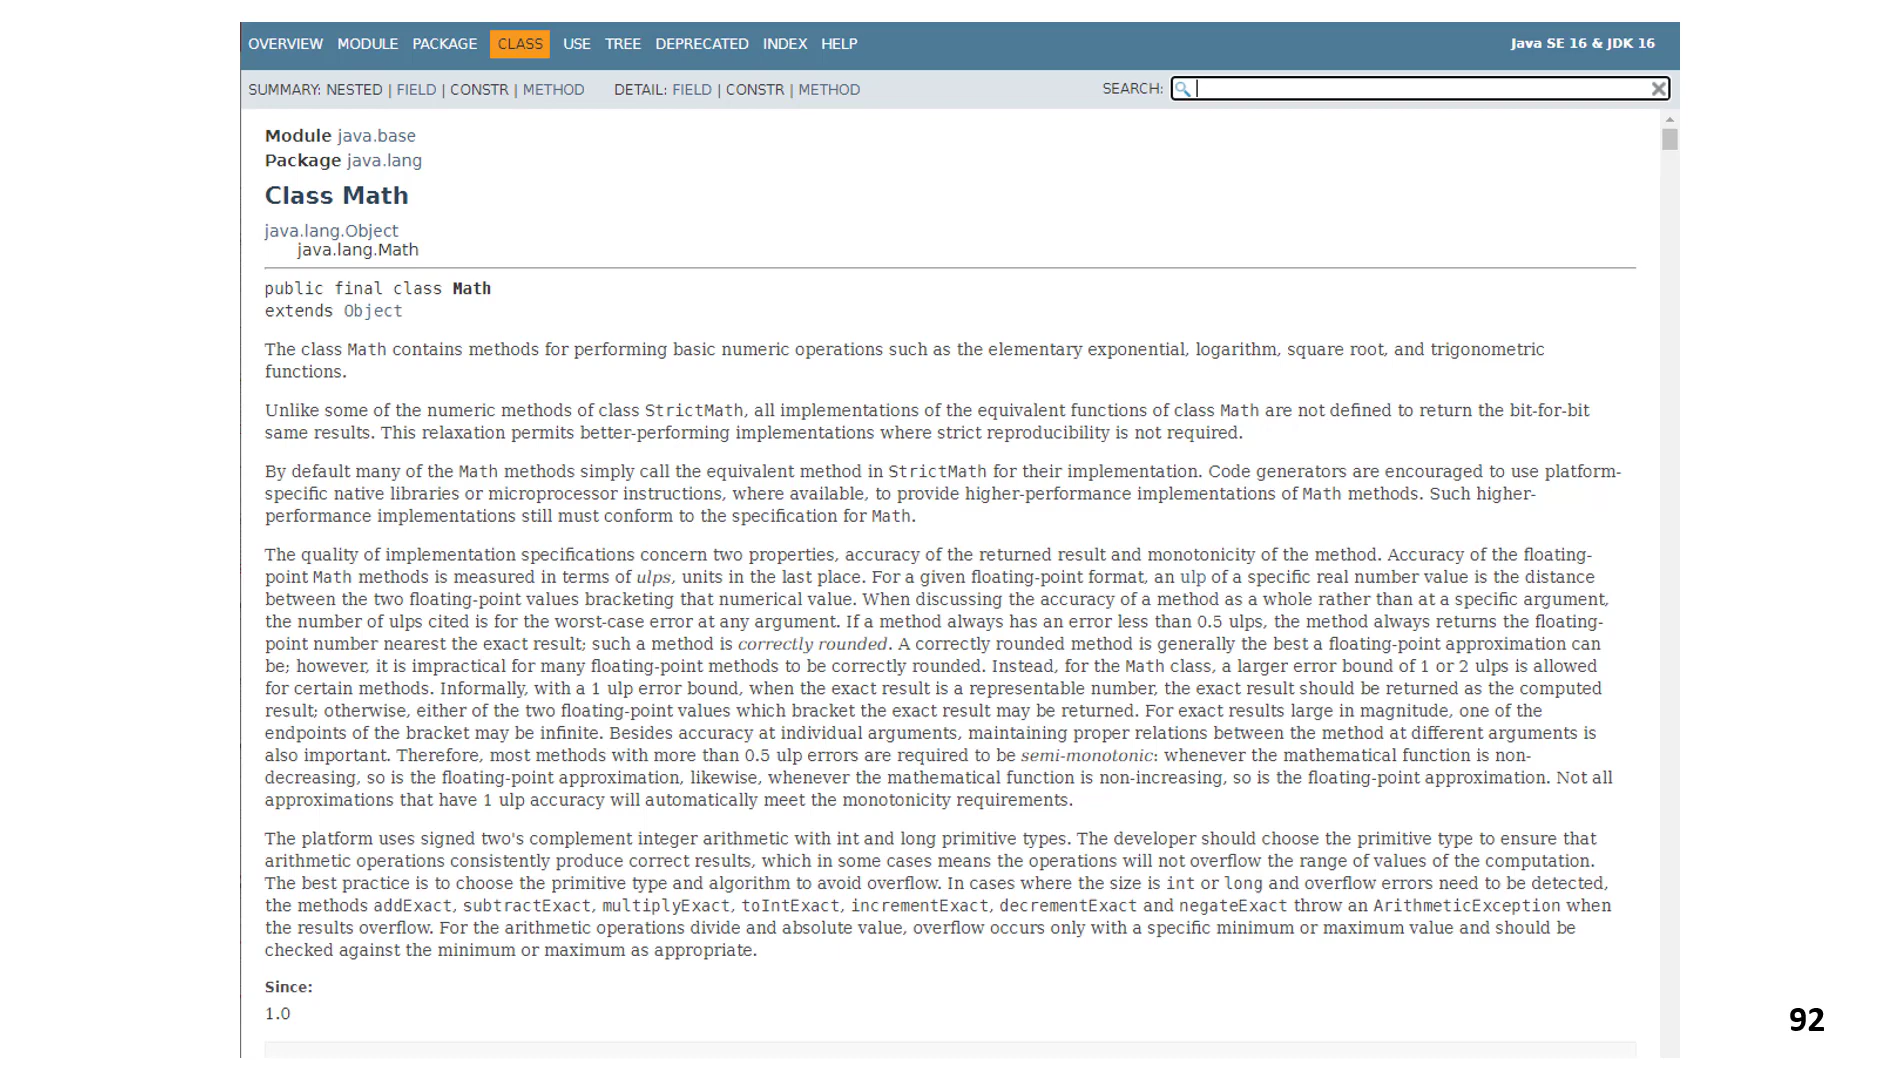 OVERVIEW MODULE PACKAGE CLASS USE TREE DEPRECATED INDEX HELP Java SE 16 & JDK 16
SUMMARY: NESTED | FIELD | CONSTR | METHOD DETAIL: FIELD | CONSTR | METHOD SEARCH:
Module java.base
Package java.lang
Class Math
java.lang.Object
java.lang.Math
public final class Math
extends Object
The class Math contains methods for performing basic numeric operations such as the elementary exponential, logarithm, square root, and trigonometric
functions.
Unlike some of the numeric methods of class StrictMath, all implementations of the equivalent functions of class Math are not defined to return the bit-for-bit
same results. This relaxation permits better-performing implementations where strict reproducibility is not required.
By default many of the Math methods simply call the equivalent method in StrictMath for their implementation. Code generators are encouraged to use platform-
specific native libraries or microprocessor instructions, where available, to provide higher-performance implementations of Math methods. Such higher-
performance implementations still must conform to the specification for Math.
The quality of implementation specifications concern two properties, accuracy of the returned result and monotonicity of the method. Accuracy of the floating-
point Math methods is measured in terms of ulps, units in the last place. For a given floating-point format, an ulp of a specific real number value is the distance
between the two floating-point values bracketing that numerical value. When discussing the accuracy of a method as a whole rather than at a specific argument,
the number of ulps cited is for the worst-case error at any argument. If a method always has an error less than 0.5 ulps, the method always returns the floating-
point number nearest the exact result; such a method is correctly rounded. A correctly rounded method is generally the best a floating-point approximation can
be; however, it is impractical for many floating-point methods to be correctly rounded. Instead, for the Math class, a larger error bound of 1 or 2 ulps is allowed
for certain methods. Informally, with a 1 ulp error bound, when the exact result is a representable number, the exact result should be returned as the computed
result; otherwise, either of the two floating-point values which bracket the exact result may be returned. For exact results large in magnitude, one of the
endpoints of the bracket may be infinite. Besides accuracy at individual arguments, maintaining proper relations between the method at different arguments is
also important. Therefore, most methods with more than 0.5 ulp errors are required to be semi-monotonic: whenever the mathematical function is non-
decreasing, so is the floating-point approximation, likewise, whenever the mathematical function is non-increasing, so is the floating-point approximation. Not all
approximations that have 1 ulp accuracy will automatically meet the monotonicity requirements.
The platform uses signed two's complement integer arithmetic with int and long primitive types. The developer should choose the primitive type to ensure that
arithmetic operations consistently produce correct results, which in some cases means the operations will not overflow the range of values of the computation.
The best practice is to choose the primitive type and algorithm to avoid overflow. In cases where the size is int or long and overflow errors need to be detected,
the methods addExact, subtractExact, multiplyExact, toIntExact, incrementExact, decrementExact and negateExact throw an ArithmeticException when
the results overflow. For the arithmetic operations divide and absolute value, overflow occurs only with a specific minimum or maximum value and should be
checked against the minimum or maximum as appropriate.
Since:
1.0
92